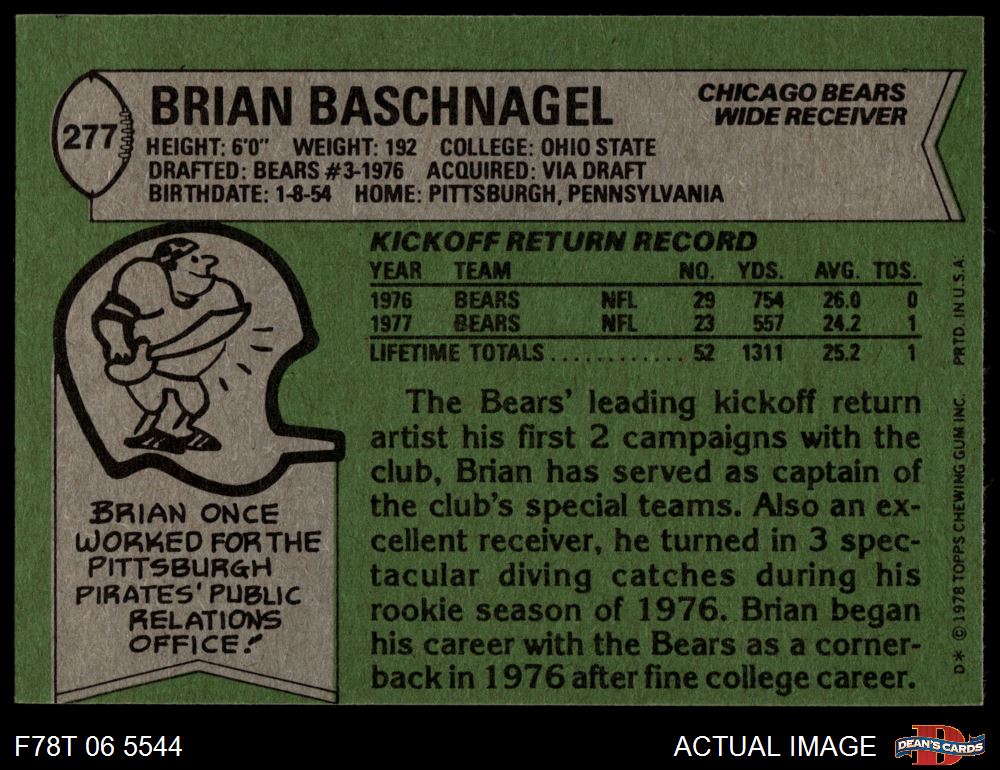 277
BRIAN BASCHNAGEL
CHICAGO BEARS
WIDE RECEIVER
HEIGHT: 6'0" WEIGHT: 192 COLLEGE: OHIO STATE
DRAFTED: BEARS #3-1976 ACQUIRED: VIA DRAFT
BIRTHDATE: 1-8-54 HOME: PITTSBURGH, PENNSYLVANIA
KICKOFF RETURN RECORD
YEAR TEAM NO. YDS. AVG. TDS.
1976 BEARS NFL 29 754 26.0 0
1977 BEARS NFL 23 557 24.2 1
LIFETIME TOTALS............ 52 1311 25.2 1
The Bears' leading kickoff return
artist his first 2 campaigns with the
club, Brian has served as captain of
the club's special teams. Also an ex-
cellent receiver, he turned in 3 spec-
tacular diving catches during his
rookie season of 1976. Brian began
his career with the Bears as a corner-
back in 1976 after fine college career.
BRIAN ONCE
WORKED FOR THE
PITTSBURGH
PIRATES' PUBLIC
RELATIONS
OFFICE!
D* © 1978 TOPPS CHEWING GUM INC. PRTD. IN U.S.A.
F78T 06 5544
ACTUAL IMAGE
D
DEAN'S CARDS